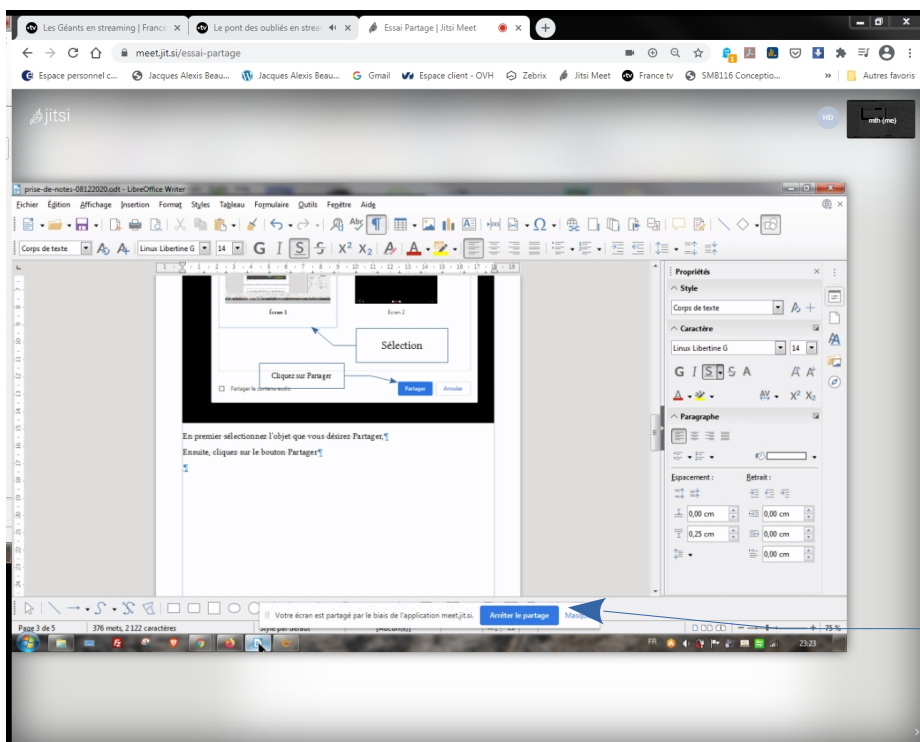 Les Géants en streaming | France
Le pont des oubliés en strea
Essai Partage | Jitsi Meet
meet.jit.si/essai-partage
Espace personnel c...
Jacques Alexis Beau...
Jacques Alexis Beau...
Gmail
Espace client - OVH
Zebrix
Jitsi Meet
France tv
SMB116 Conceptio...
Autres favoris
jitsi
HD
mth (me)
prise-de-notes-08122020.odt - LibreOffice Writer
Fichier Édition Affichage Insertion Format Styles Tableau Formulaire Outils Fenêtre Aide
Corps de texte
Linux Libertine G
14
G I S S X² X₂
Écran 1
Écran 2
Sélection
Cliquez sur Partager
Partager le contenu audio
Partager
Annuler
En premier sélectionnez l'objet que vous désirez Partager,¶
Ensuite, cliquez sur le bouton Partager¶
¶
Propriétés
Style
Corps de texte
Caractère
Linux Libertine G
14
G I S S A
Paragraphe
Espacement :
Retrait :
0,00 cm
0,00 cm
0,25 cm
0,00 cm
0,00 cm
Votre écran est partagé par le biais de l'application meet.jit.si.
Arrêter le partage
Page 3 de 5
376 mots, 2 122 caractères
Style par défaut
75 %
FR
23:23